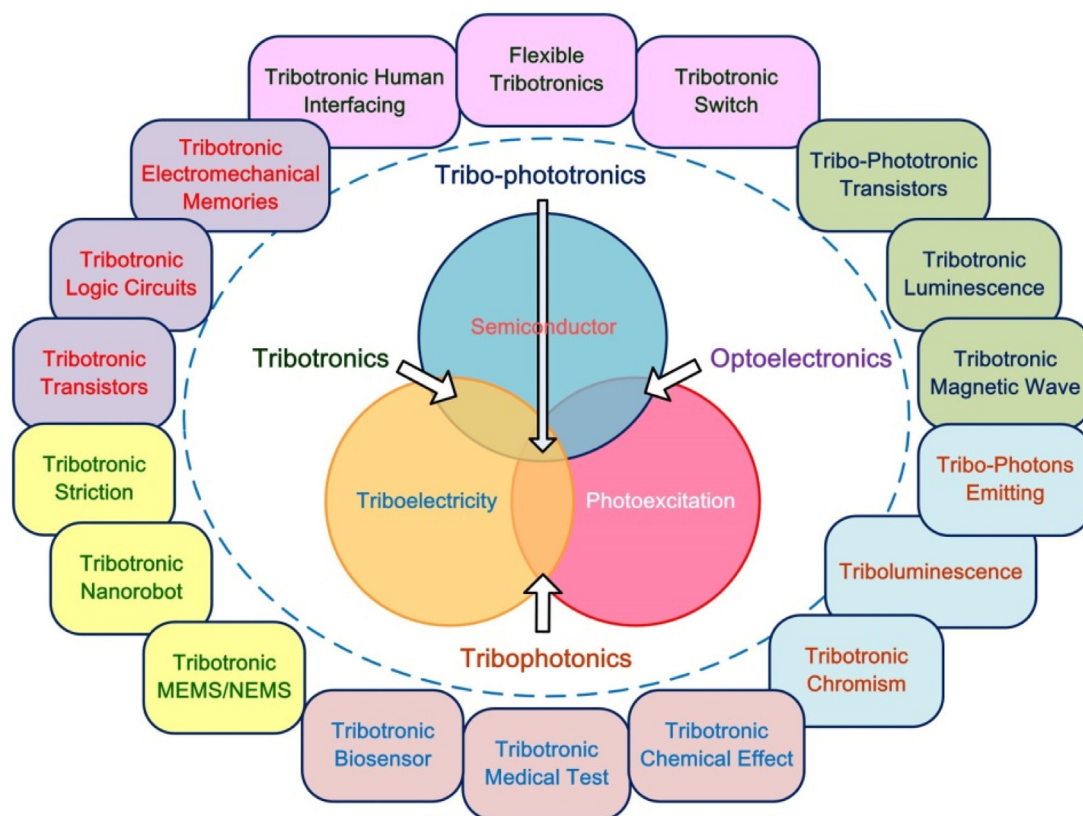 Flexible
Tribotronics
Tribotronic Human
Interfacing
Tribotronic
Switch
Tribotronic
Electromechanical
Memories
Tribo-Phototronic
Transistors
Tribotronic
Logic Circuits
Tribotronic
Luminescence
Tribotronic
Transistors
Tribotronic
Magnetic Wave
Tribotronic
Striction
Tribo-Photons
Emitting
Tribotronic
Nanorobot
Triboluminescence
Tribotronic
MEMS/NEMS
Tribotronic
Chromism
Tribotronic
Biosensor
Tribotronic
Medical Test
Tribotronic
Chemical Effect
Tribo-phototronics
Semiconductor
Tribotronics
Optoelectronics
Triboelectricity
Photoexcitation
Tribophotonics